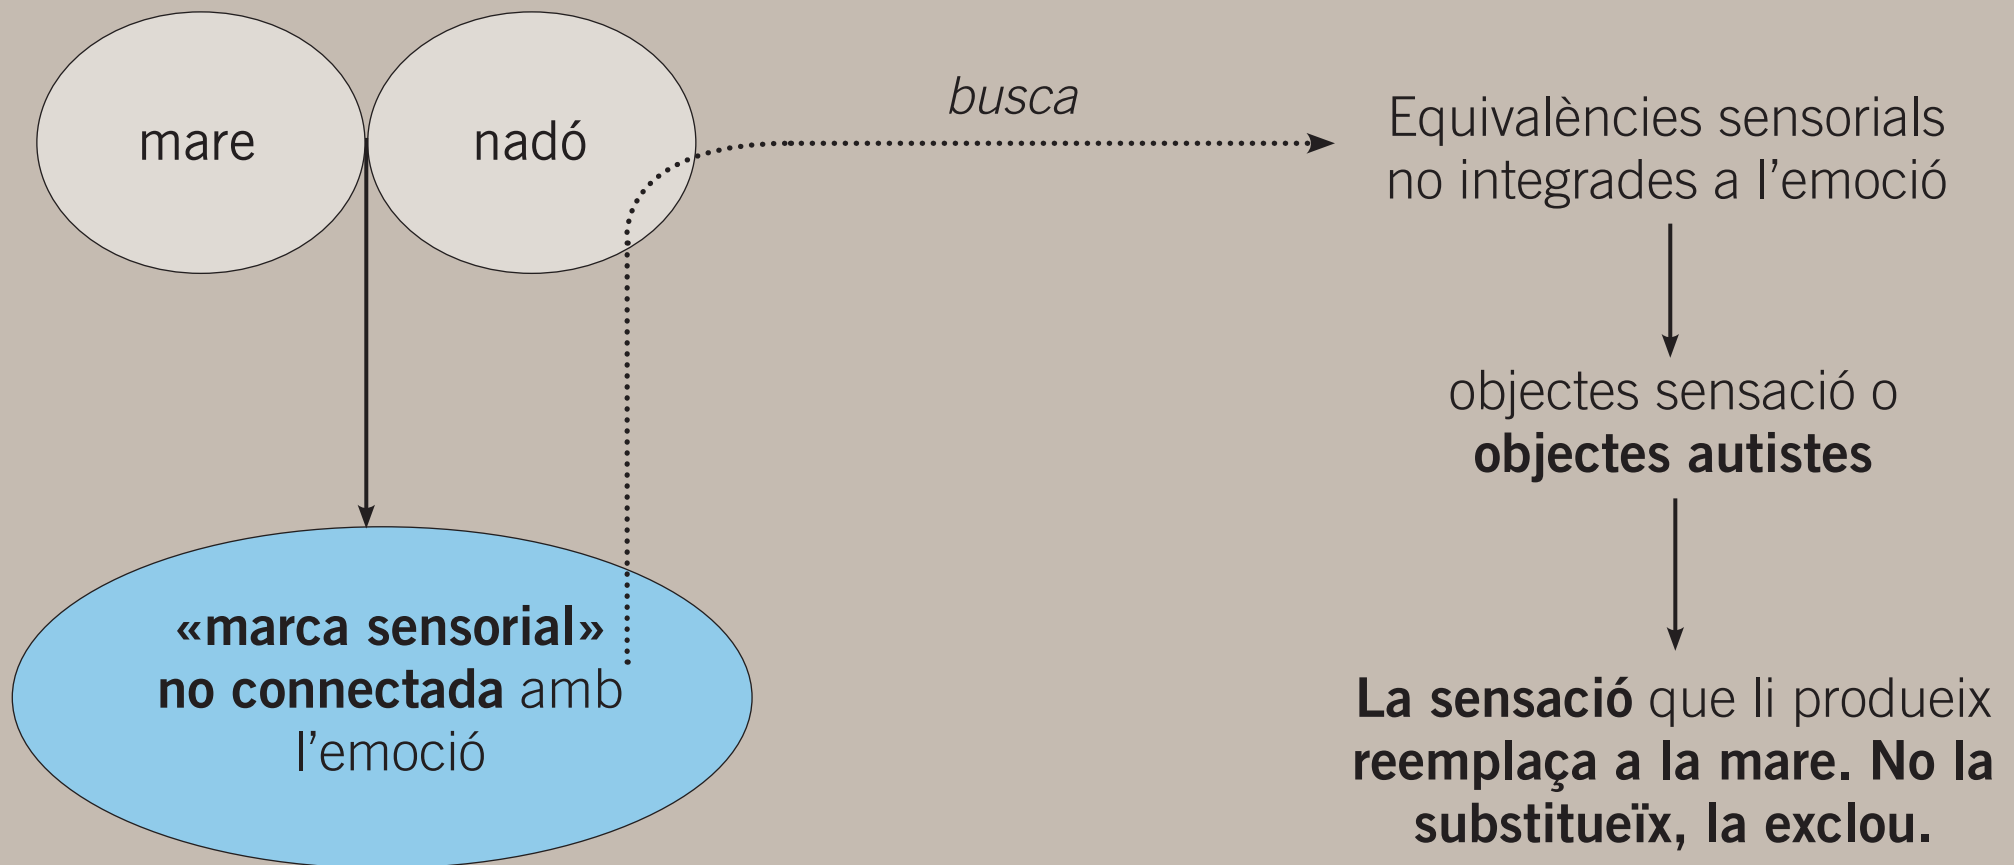 mare
nadó
busca
Equivalències sensorials
no integrades a l’emoció
objectes sensació o
objectes autistes
«marca sensorial»
no connectada amb
l’emoció
La sensació que li produeix
reemplaça a la mare. No la
substitueïx, la exclou.